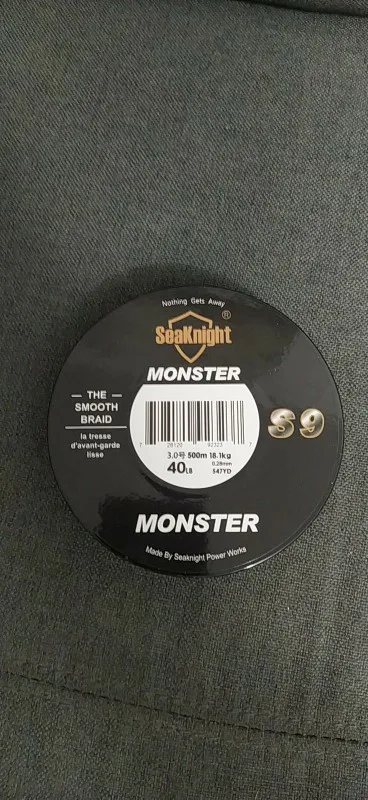 Nothing Gets Away
SeaKnight®
MONSTER
— THE —
SMOOTH
BRAID
la tresse
d'avant-garde
lisse
S9
3.0号 500m 18.1kg
40LB 0.28mm
547YD
MONSTER
Made By Seaknight Power Works